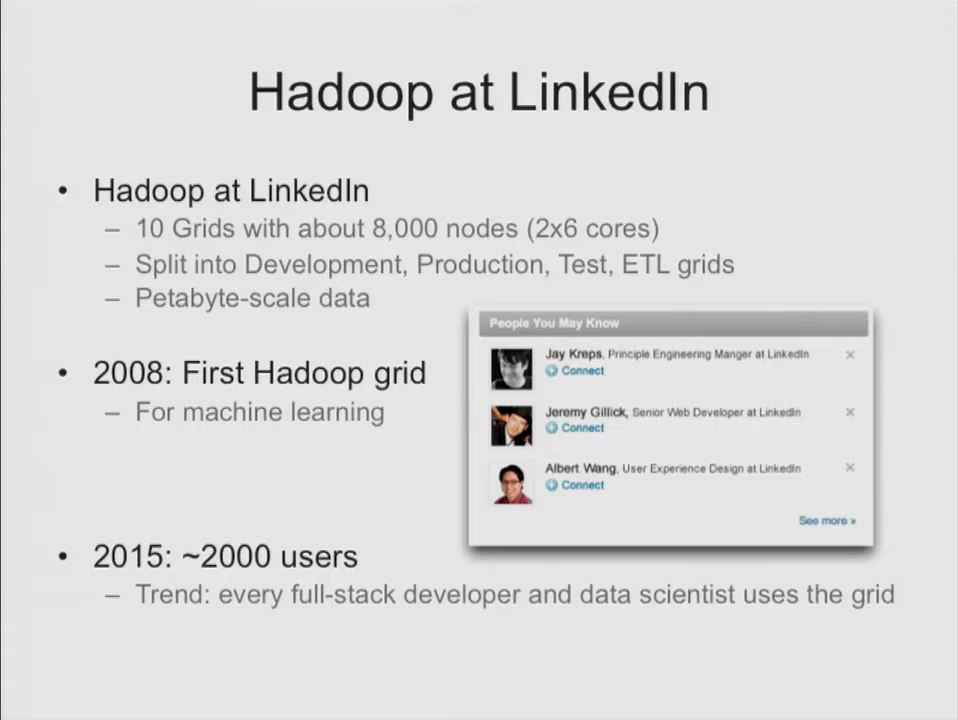 Hadoop at LinkedIn
• Hadoop at LinkedIn
– 10 Grids with about 8,000 nodes (2x6 cores)
– Split into Development, Production, Test, ETL grids
– Petabyte-scale data
• 2008: First Hadoop grid
– For machine learning
People You May Know
Jay Kreps, Principle Engineering Manger at LinkedIn
Connect
Jeremy Gillick, Senior Web Developer at LinkedIn
Connect
Albert Wang, User Experience Design at LinkedIn
Connect
See more »
• 2015: ~2000 users
– Trend: every full-stack developer and data scientist uses the grid